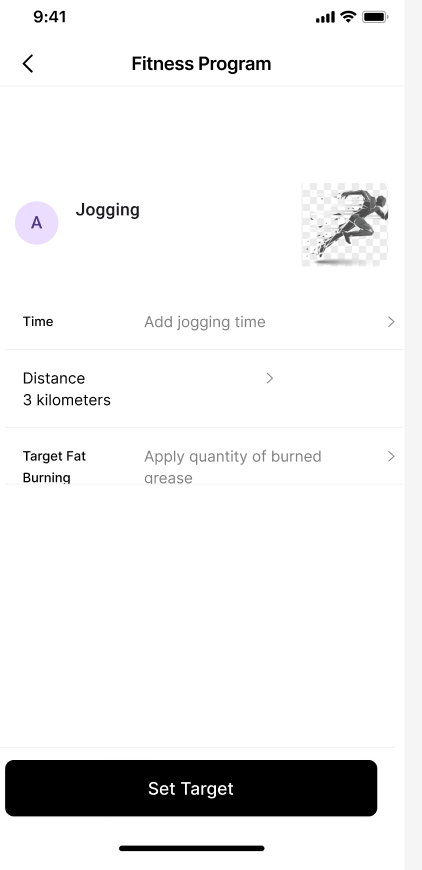 9:41
Fitness Program
A
Jogging
Time
Add jogging time
Distance
3 kilometers
Target Fat
Burning
Apply quantity of burned
grease
Set Target